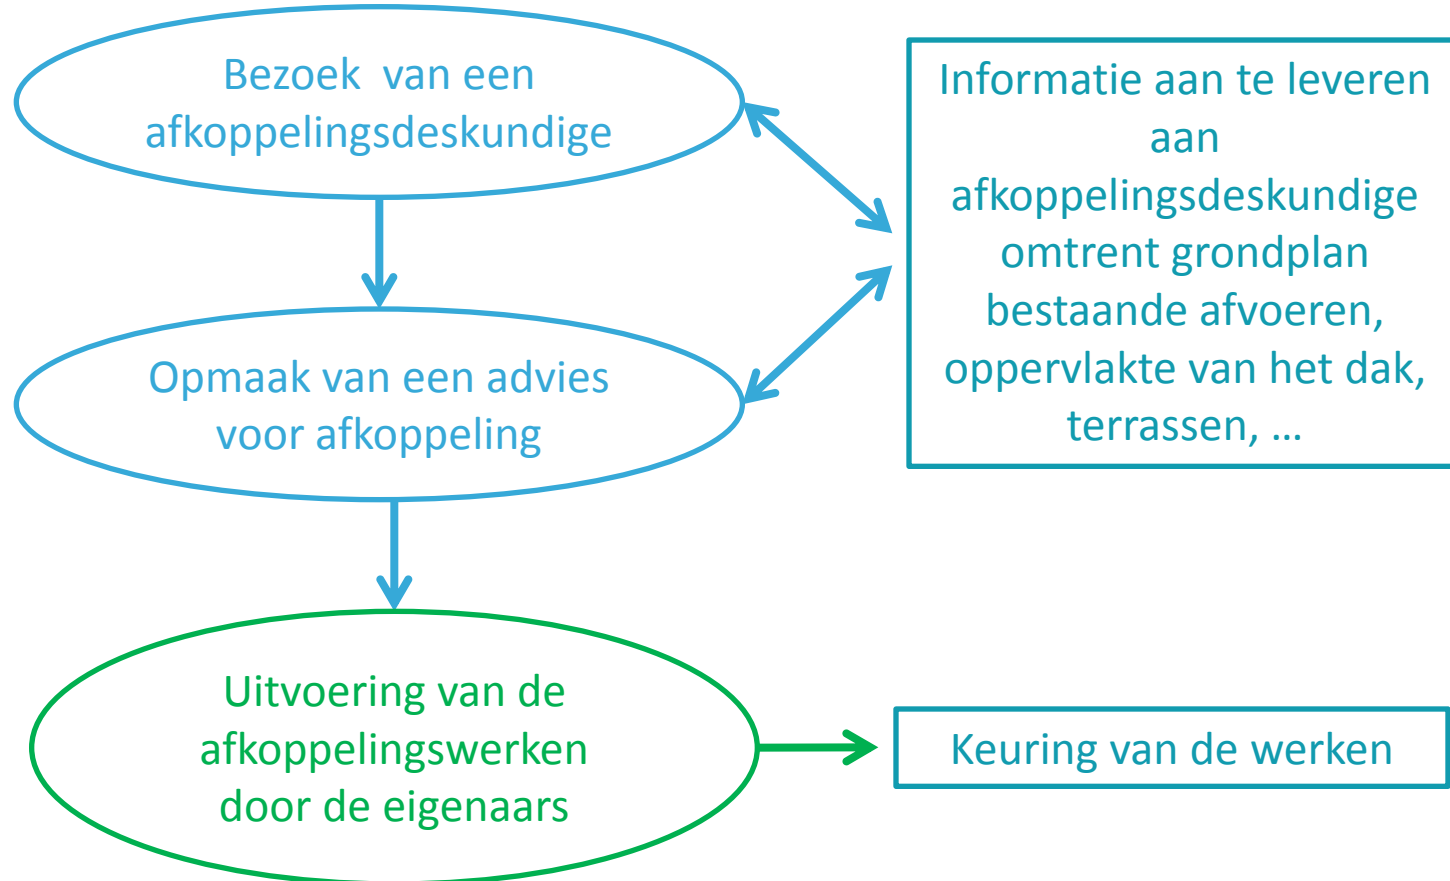 Bezoek van een
afkoppelingsdeskundige
Informatie aan te leveren
aan
afkoppelingsdeskundige
omtrent grondplan
bestaande afvoeren,
oppervlakte van het dak,
terrassen, ...
Opmaak van een advies
voor afkoppeling
Uitvoering van de
afkoppelingswerken
door de eigenaars
Keuring van de werken